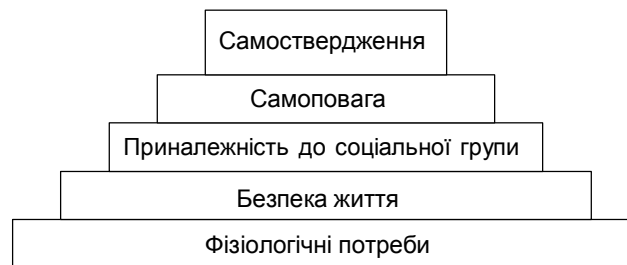 Самоствердження
Самоповага
Приналежність до соціальної групи
Безпека життя
Фізіологічні потреби